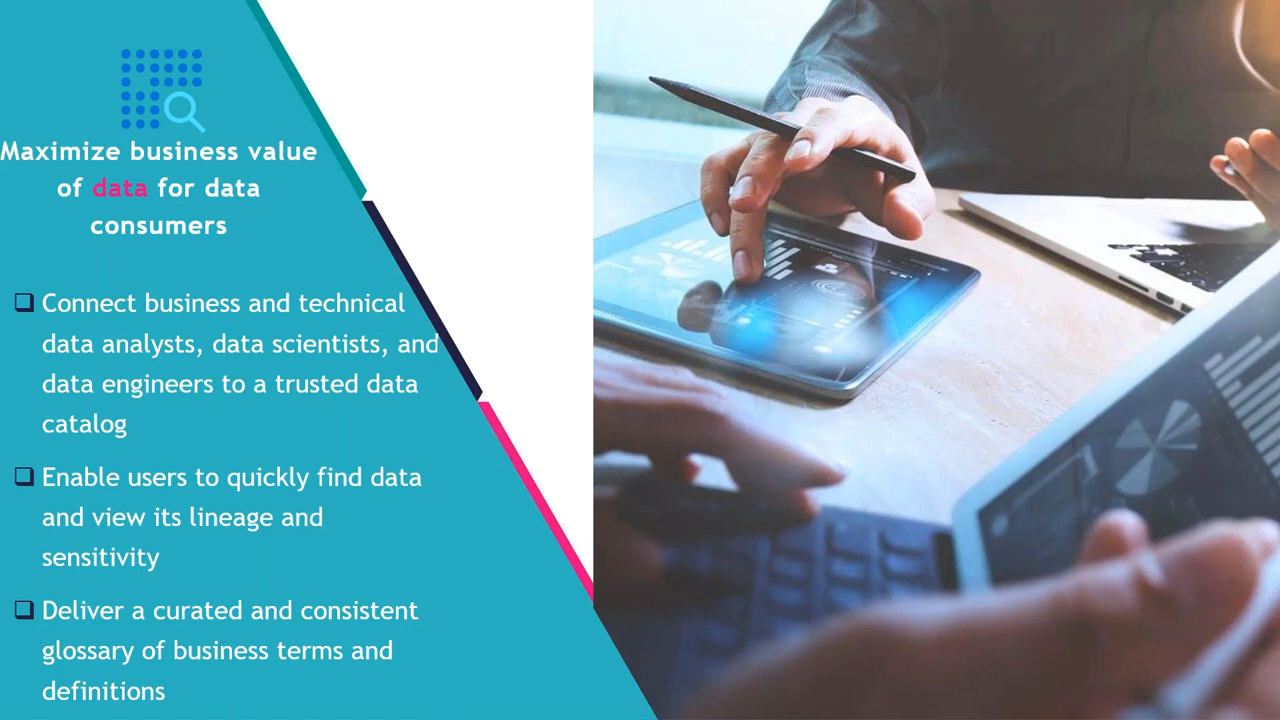 Maximize business value
of data for data
consumers
Connect business and technical
data analysts, data scientists, and
data engineers to a trusted data
catalog
Enable users to quickly find data
and view its lineage and
sensitivity
Deliver a curated and consistent
glossary of business terms and
definitions